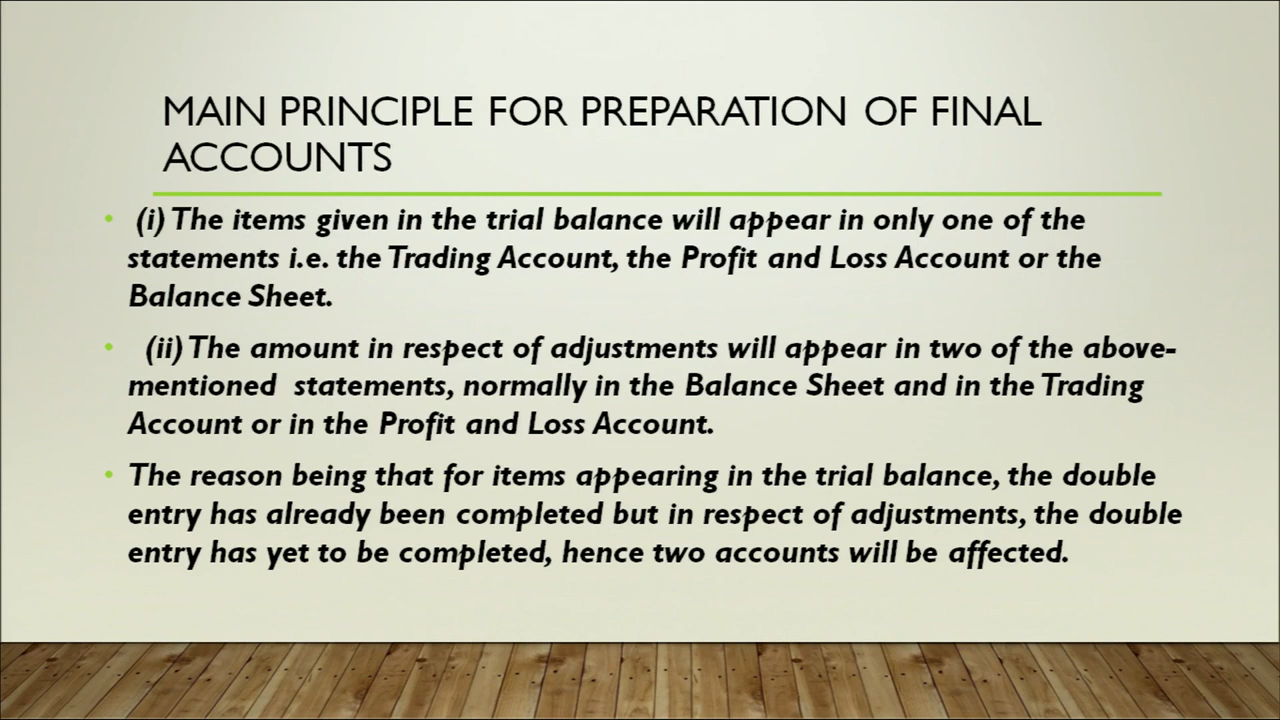 MAIN PRINCIPLE FOR PREPARATION OF FINAL
ACCOUNTS
• (i) The items given in the trial balance will appear in only one of the
statements i.e. the Trading Account, the Profit and Loss Account or the
Balance Sheet.
• (ii) The amount in respect of adjustments will appear in two of the above-
mentioned statements, normally in the Balance Sheet and in the Trading
Account or in the Profit and Loss Account.
• The reason being that for items appearing in the trial balance, the double
entry has already been completed but in respect of adjustments, the double
entry has yet to be completed, hence two accounts will be affected.